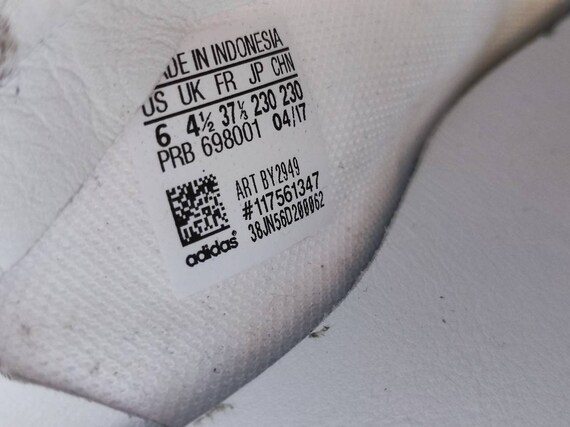 MADE IN INDONESIA
US UK FR JP CHN
6 4½ 37⅓ 230 230
PRB 698001 04/17
ART BY2949
#117561347
38JN56D200062
adidas®